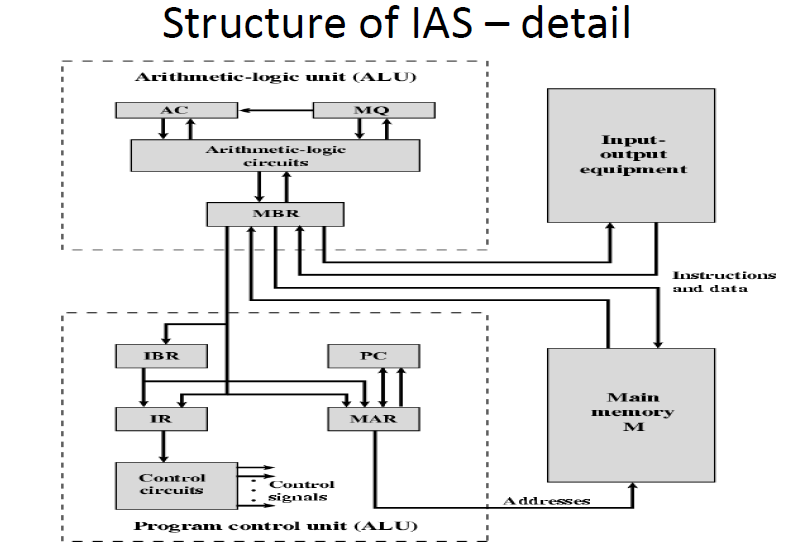 Structure of IAS – detail
Arithmetic-logic unit (ALU)
AC
MQ
Arithmetic-logic
circuits
MBR
Input-
output
equipment
Instructions
and data
IBR
PC
IR
MAR
Main
memory
M
Control
circuits
Control
signals
Addresses
Program control unit (ALU)